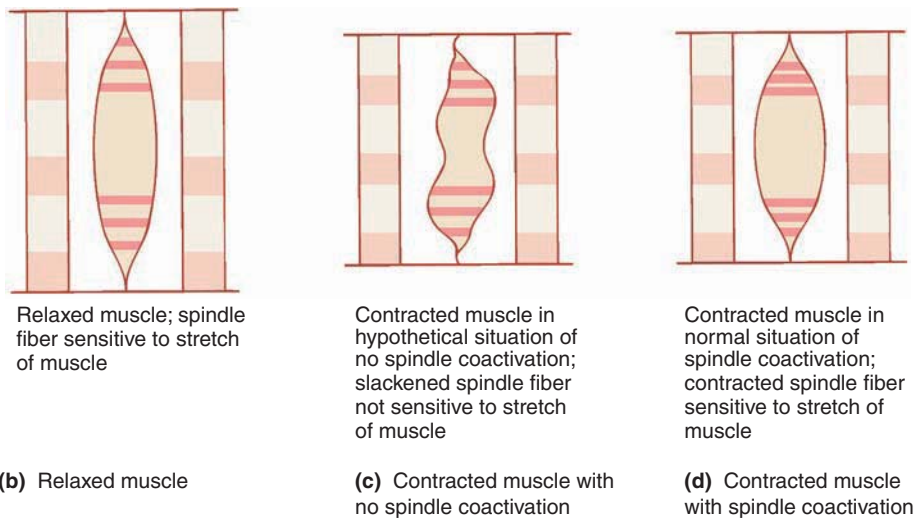 Relaxed muscle; spindle
fiber sensitive to stretch
of muscle
Contracted muscle in
hypothetical situation of
no spindle coactivation;
slackened spindle fiber
not sensitive to stretch
of muscle
Contracted muscle in
normal situation of
spindle coactivation;
contracted spindle fiber
sensitive to stretch of
muscle
(b) Relaxed muscle
(c) Contracted muscle with
no spindle coactivation
(d) Contracted muscle
with spindle coactivation